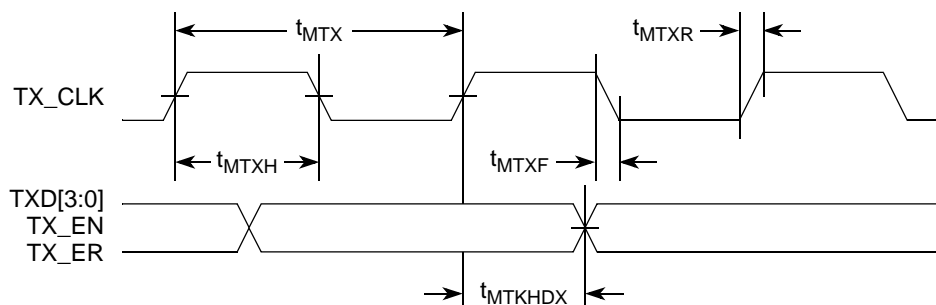 tMTX
tMTXR
TX_CLK
tMTXH
tMTXF
TXD[3:0]
TX_EN
TX_ER
tMTKHDX